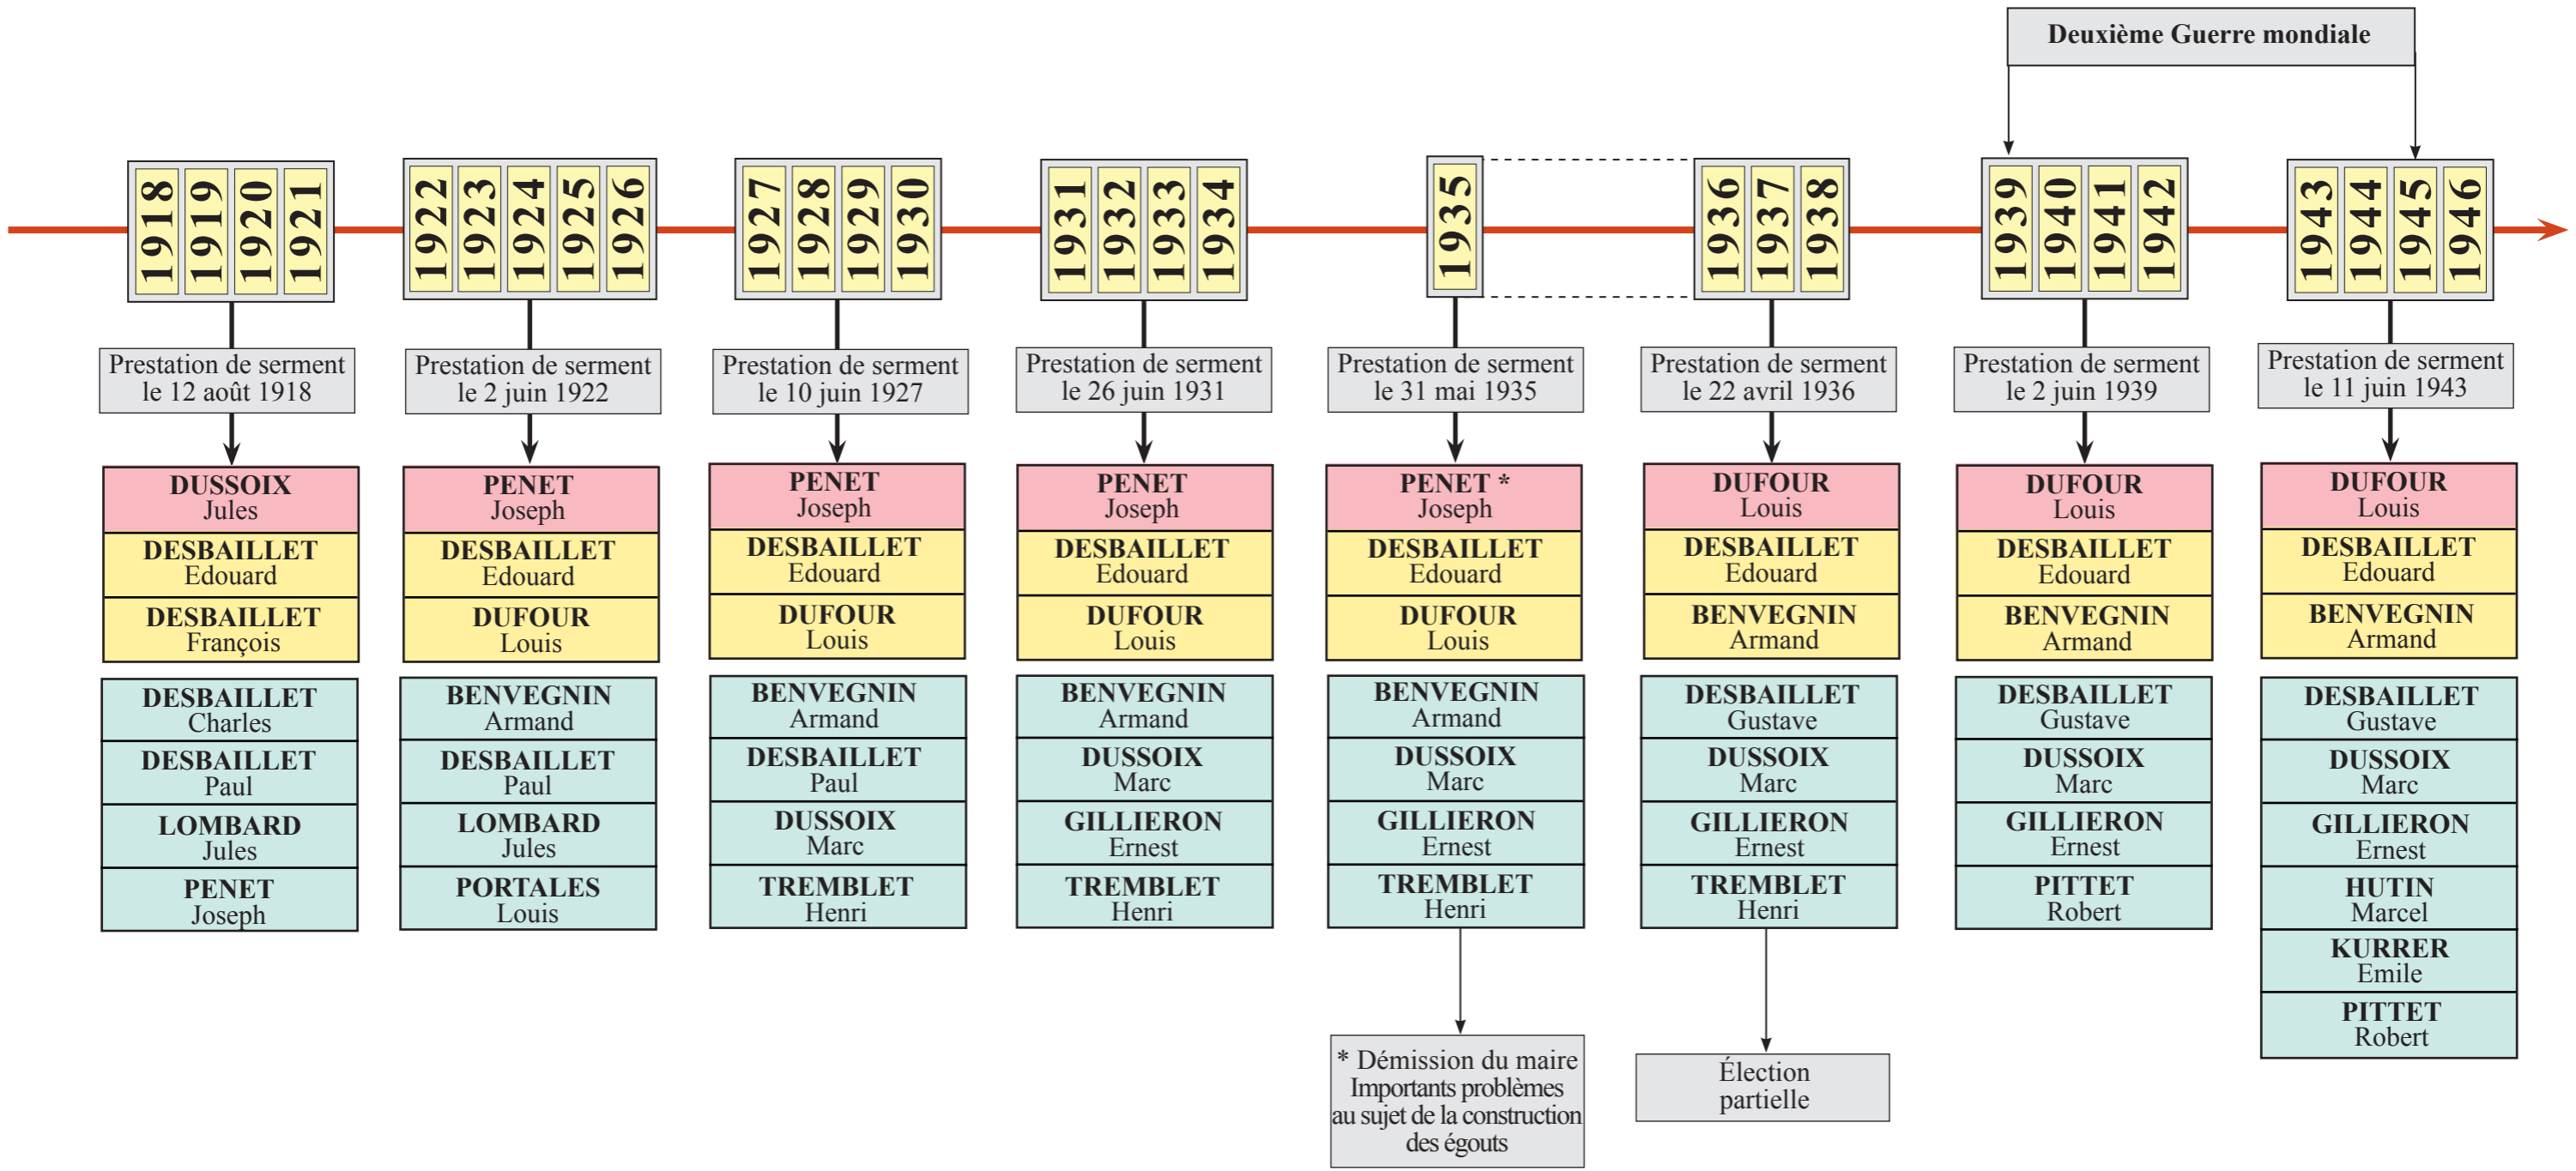 Deuxième Guerre mondiale
1918
1919
1920
1921
1922
1923
1924
1925
1926
1927
1928
1929
1930
1931
1932
1933
1934
1935
1936
1937
1938
1939
1940
1941
1942
1943
1944
1945
1946
Prestation de serment
le 12 août 1918
DUSSOIX
Jules
DESBAILLET
Edouard
DESBAILLET
François
DESBAILLET
Charles
DESBAILLET
Paul
LOMBARD
Jules
PENET
Joseph
Prestation de serment
le 2 juin 1922
PENET
Joseph
DESBAILLET
Edouard
DUFOUR
Louis
BENVEGNIN
Armand
DESBAILLET
Paul
LOMBARD
Jules
PORTALES
Louis
Prestation de serment
le 10 juin 1927
PENET
Joseph
DESBAILLET
Edouard
DUFOUR
Louis
BENVEGNIN
Armand
DESBAILLET
Paul
DUSSOIX
Marc
TREMBLET
Henri
Prestation de serment
le 26 juin 1931
PENET
Joseph
DESBAILLET
Edouard
DUFOUR
Louis
BENVEGNIN
Armand
DUSSOIX
Marc
GILLIERON
Ernest
TREMBLET
Henri
Prestation de serment
le 31 mai 1935
PENET *
Joseph
DESBAILLET
Edouard
DUFOUR
Louis
BENVEGNIN
Armand
DUSSOIX
Marc
GILLIERON
Ernest
TREMBLET
Henri
* Démission du maire
Importants problèmes
au sujet de la construction
des égouts
Prestation de serment
le 22 avril 1936
DUFOUR
Louis
DESBAILLET
Edouard
BENVEGNIN
Armand
DESBAILLET
Gustave
DUSSOIX
Marc
GILLIERON
Ernest
TREMBLET
Henri
Élection
partielle
Prestation de serment
le 2 juin 1939
DUFOUR
Louis
DESBAILLET
Edouard
BENVEGNIN
Armand
DESBAILLET
Gustave
DUSSOIX
Marc
GILLIERON
Ernest
PITTET
Robert
Prestation de serment
le 11 juin 1943
DUFOUR
Louis
DESBAILLET
Edouard
BENVEGNIN
Armand
DESBAILLET
Gustave
DUSSOIX
Marc
GILLIERON
Ernest
HUTIN
Marcel
KURRER
Emile
PITTET
Robert